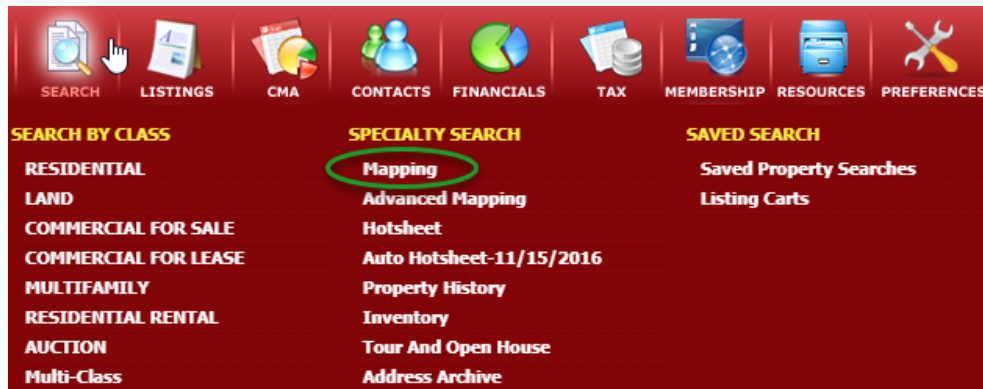 SEARCH LISTINGS CMA CONTACTS FINANCIALS TAX MEMBERSHIP RESOURCES PREFERENCES
SEARCH BY CLASS
RESIDENTIAL
LAND
COMMERCIAL FOR SALE
COMMERCIAL FOR LEASE
MULTIFAMILY
RESIDENTIAL RENTAL
AUCTION
Multi-Class
SPECIALTY SEARCH
Mapping
Advanced Mapping
Hotsheet
Auto Hotsheet-11/15/2016
Property History
Inventory
Tour And Open House
Address Archive
SAVED SEARCH
Saved Property Searches
Listing Carts